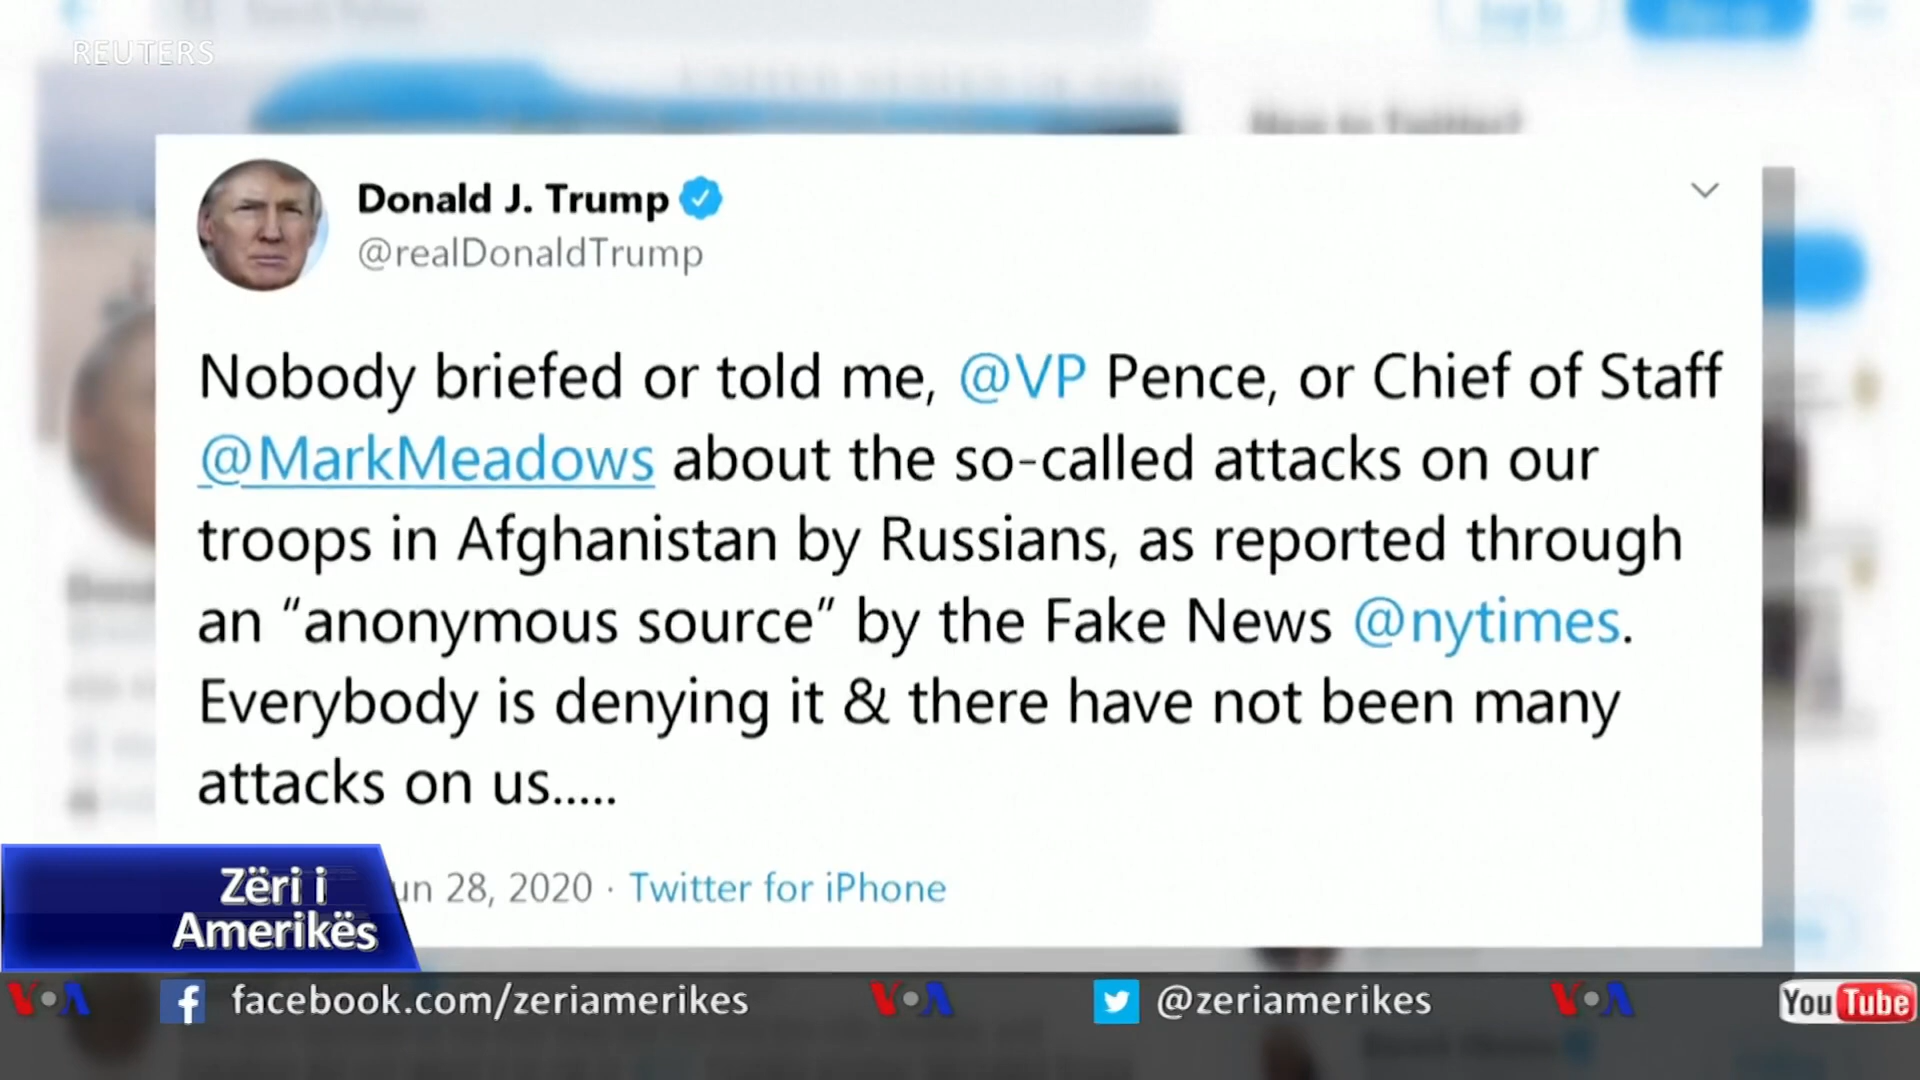 REUTERS
Donald J. Trump
@realDonaldTrump
Nobody briefed or told me, @VP Pence, or Chief of Staff
@MarkMeadows about the so-called attacks on our
troops in Afghanistan by Russians, as reported through
an “anonymous source” by the Fake News @nytimes.
Everybody is denying it & there have not been many
attacks on us.....
28, 2020 · Twitter for iPhone
Zëri i
Amerikës
VOA facebook.com/zeriamerikes VOA @zeriamerikes VOA YouTube